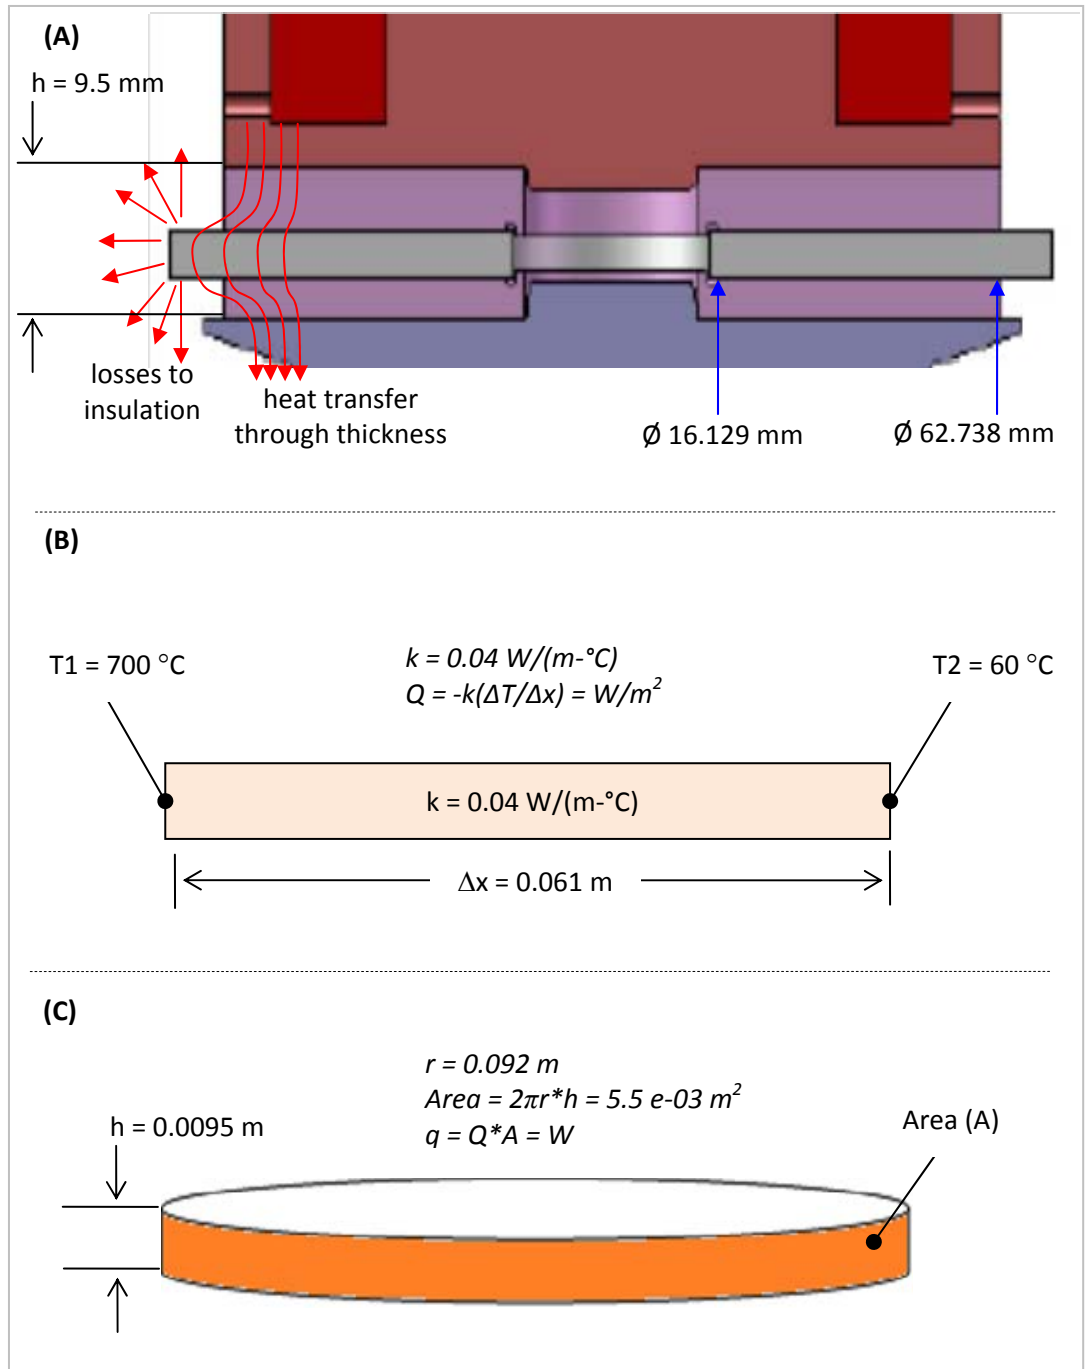 (A)
h = 9.5 mm
losses to
insulation
heat transfer
through thickness
Ø 16.129 mm
Ø 62.738 mm
(B)
T1 = 700 °C
k = 0.04 W/(m-°C)
Q = -k(ΔT/Δx) = W/m²
T2 = 60 °C
k = 0.04 W/(m-°C)
Δx = 0.061 m
(C)
r = 0.092 m
Area = 2πr*h = 5.5 e-03 m²
q = Q*A = W
h = 0.0095 m
Area (A)